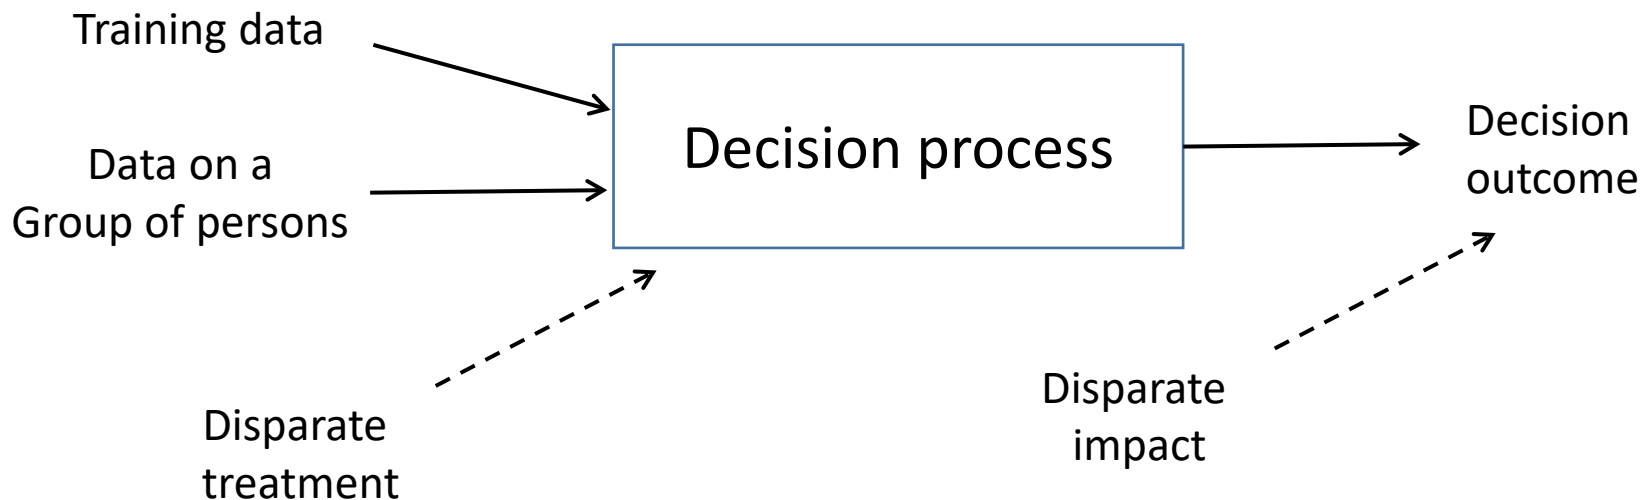 Training data
Data on a
Group of persons
Decision process
Decision
outcome
Disparate
treatment
Disparate
impact